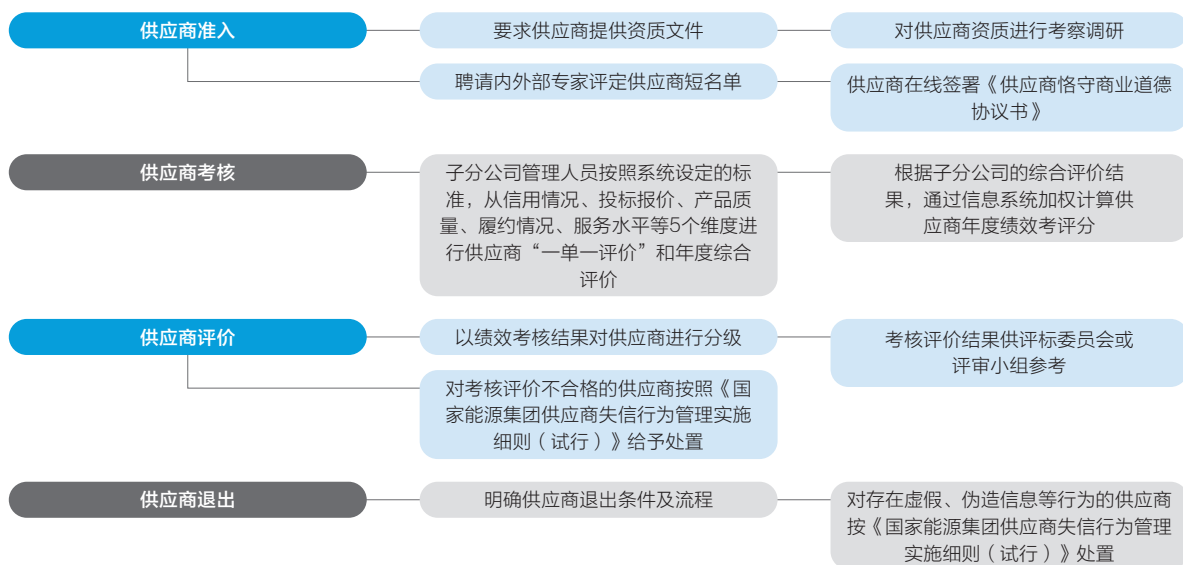 供应商准入
要求供应商提供资质文件
对供应商资质进行考察调研
聘请内外部专家评定供应商短名单
供应商在线签署《供应商恪守商业道德
协议书》
供应商考核
子分公司管理人员按照系统设定的标
准，从信用情况、投标报价、产品质
量、履约情况、服务水平等5个维度进
行供应商“一单一评价”和年度综合
评价
根据子分公司的综合评价结
果，通过信息系统加权计算供
应商年度绩效考评分
供应商评价
以绩效考核结果对供应商进行分级
考核评价结果供评标委员会或
评审小组参考
对考核评价不合格的供应商按照《国
家能源集团供应商失信行为管理实施
细则（试行）》给予处置
供应商退出
明确供应商退出条件及流程
对存在虚假、伪造信息等行为的供应商
按《国家能源集团供应商失信行为管理
实施细则（试行）》处置